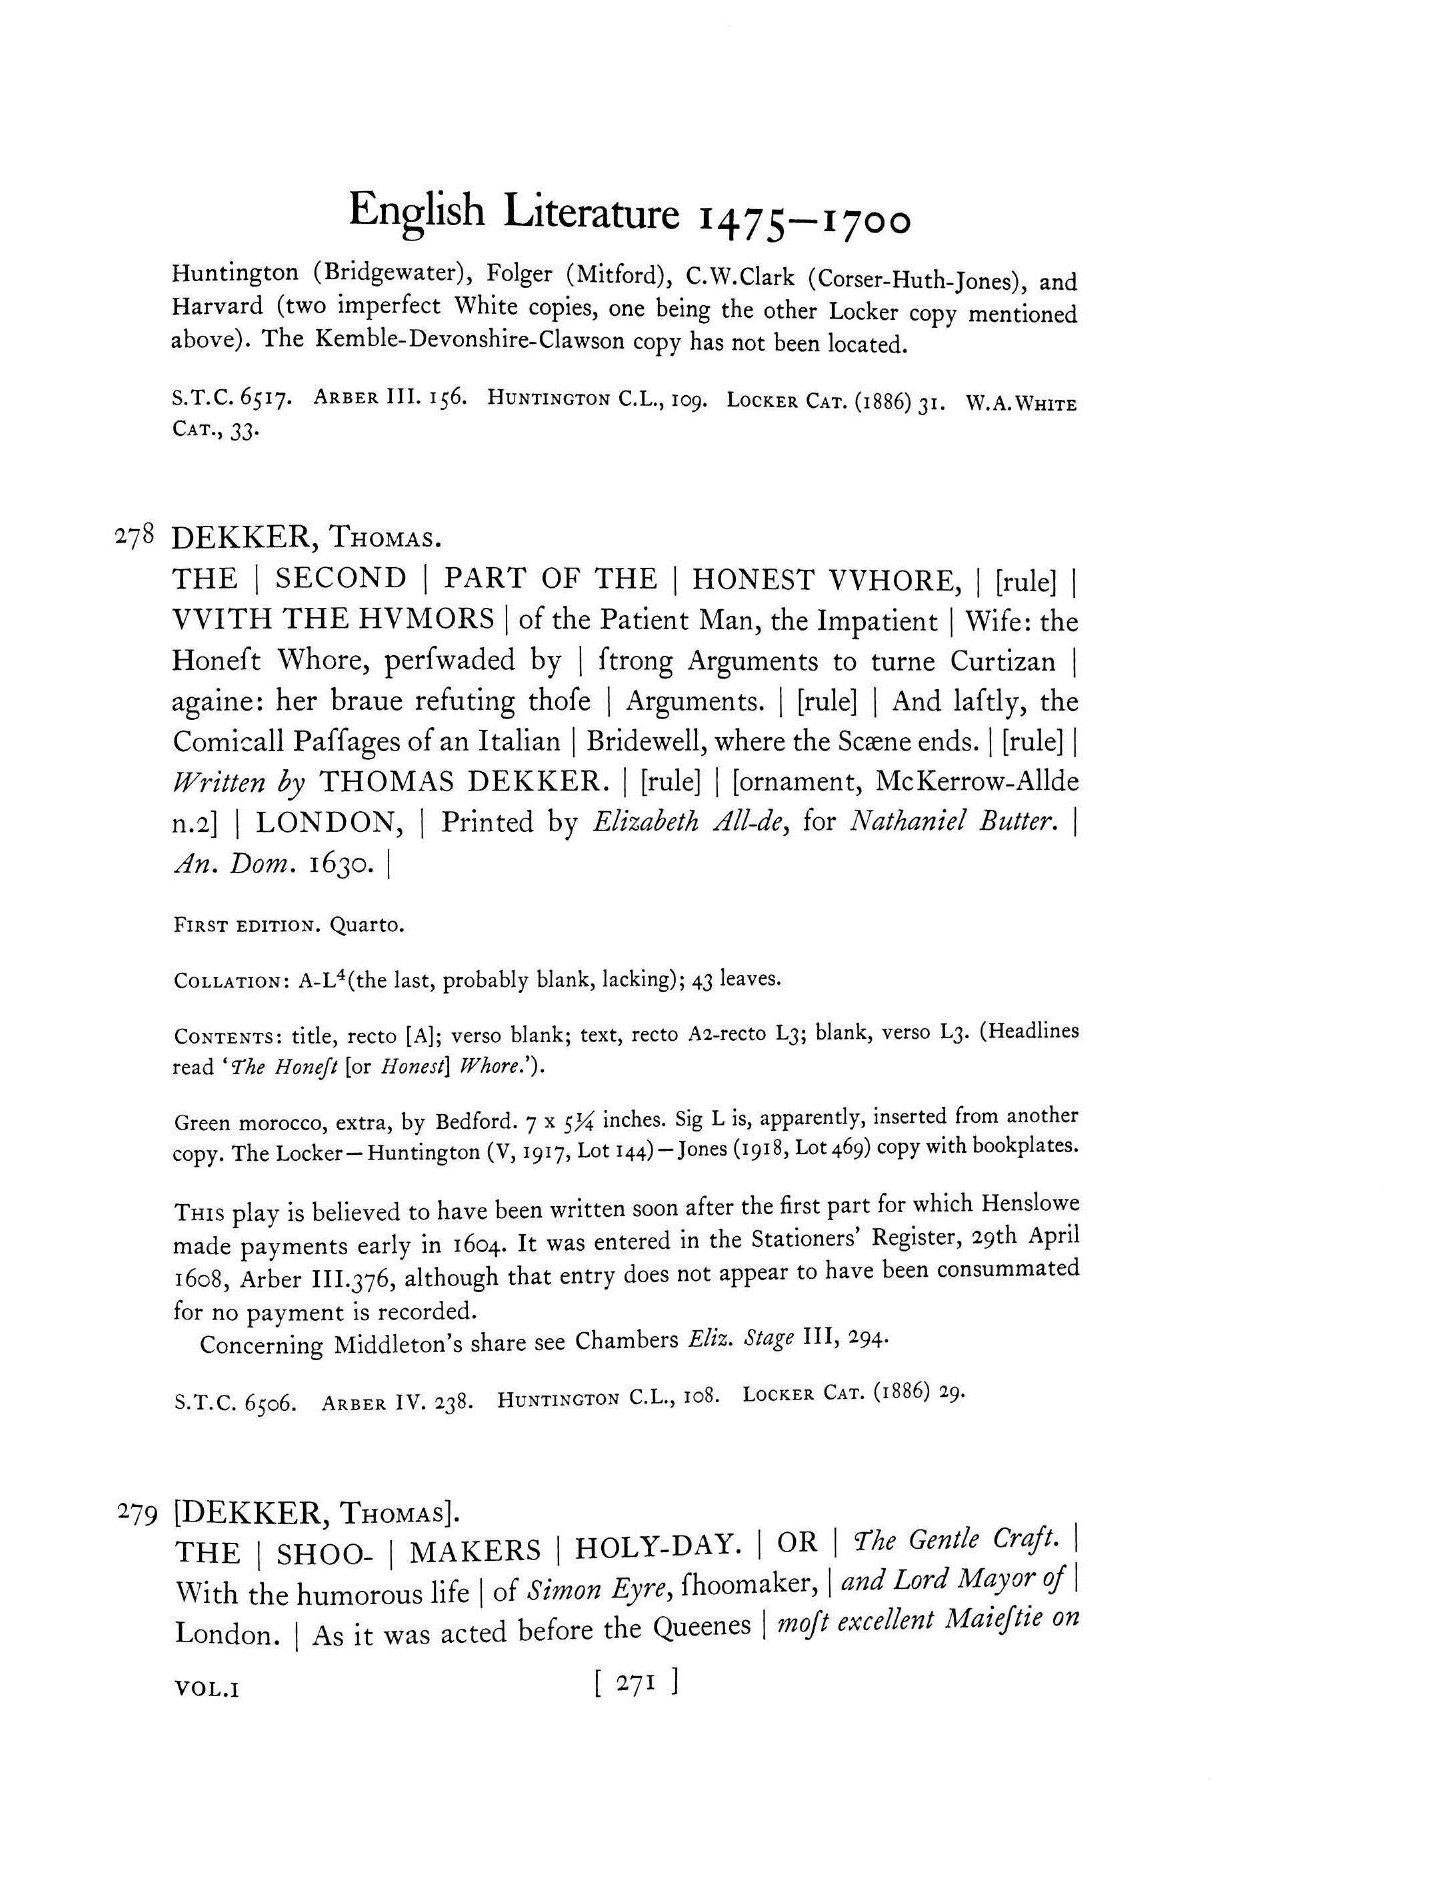 English Literature 1475—1700
Huntington (Bridgewater), Folger (Mitford), C.W.Clark (Corser-Huth-Jones), and
Harvard (two imperfect White copies, one being the other Locker copy mentioned
above). The Kemble-Devonshire-Clawson copy has not been located.
S.T.C. 6517. Arber III. 156. Huntington C.L., 109. Locker Cat. (1886) 31. W.A.White
Cat., 33.
278 DEKKER, Thomas.
THE | SECOND | PART OF THE | HONEST VVHORE, | [rule] |
VVITH THE HVMORS | of the Patient Man, the Impatient | Wife: the
Honeſt Whore, perſwaded by | ſtrong Arguments to turne Curtizan |
againe: her braue refuting thoſe | Arguments. | [rule] | And laſtly, the
Comicall Paſſages of an Italian | Bridewell, where the Scæne ends. | [rule] |
Written by THOMAS DEKKER. | [rule] | [ornament, McKerrow-Allde
n.2] | LONDON, | Printed by Elizabeth All-de, for Nathaniel Butter. |
An. Dom. 1630. |
First edition. Quarto.
Collation: A-L⁴(the last, probably blank, lacking); 43 leaves.
Contents: title, recto [A]; verso blank; text, recto A2-recto L3; blank, verso L3. (Headlines
read ‘The Honeſt [or Honest] Whore.’).
Green morocco, extra, by Bedford. 7 x 5¼ inches. Sig L is, apparently, inserted from another
copy. The Locker—Huntington (V, 1917, Lot 144)—Jones (1918, Lot 469) copy with bookplates.
This play is believed to have been written soon after the first part for which Henslowe
made payments early in 1604. It was entered in the Stationers’ Register, 29th April
1608, Arber III.376, although that entry does not appear to have been consummated
for no payment is recorded.
Concerning Middleton’s share see Chambers Eliz. Stage III, 294.
S.T.C. 6506. Arber IV. 238. Huntington C.L., 108. Locker Cat. (1886) 29.
279 [DEKKER, Thomas].
THE | SHOO- | MAKERS | HOLY-DAY. | OR | The Gentle Craft. |
With the humorous life | of Simon Eyre, ſhoomaker, | and Lord Mayor of |
London. | As it was acted before the Queenes | moſt excellent Maieſtie on
VOL.I [ 271 ]